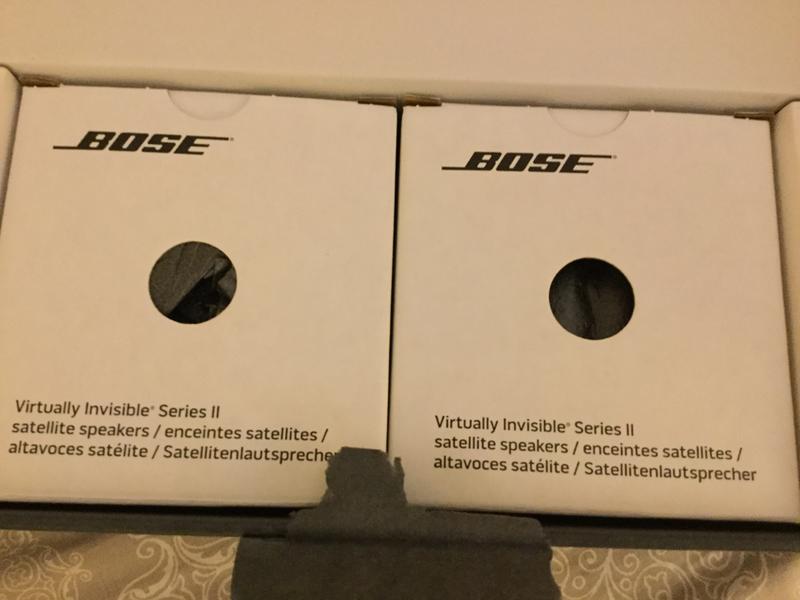 BOSE
Virtually Invisible® Series II
satellite speakers / enceintes satellites /
altavoces satélite / Satellitenlautsprecher
BOSE
Virtually Invisible® Series II
satellite speakers / enceintes satellites /
altavoces satélite / Satellitenlautsprecher